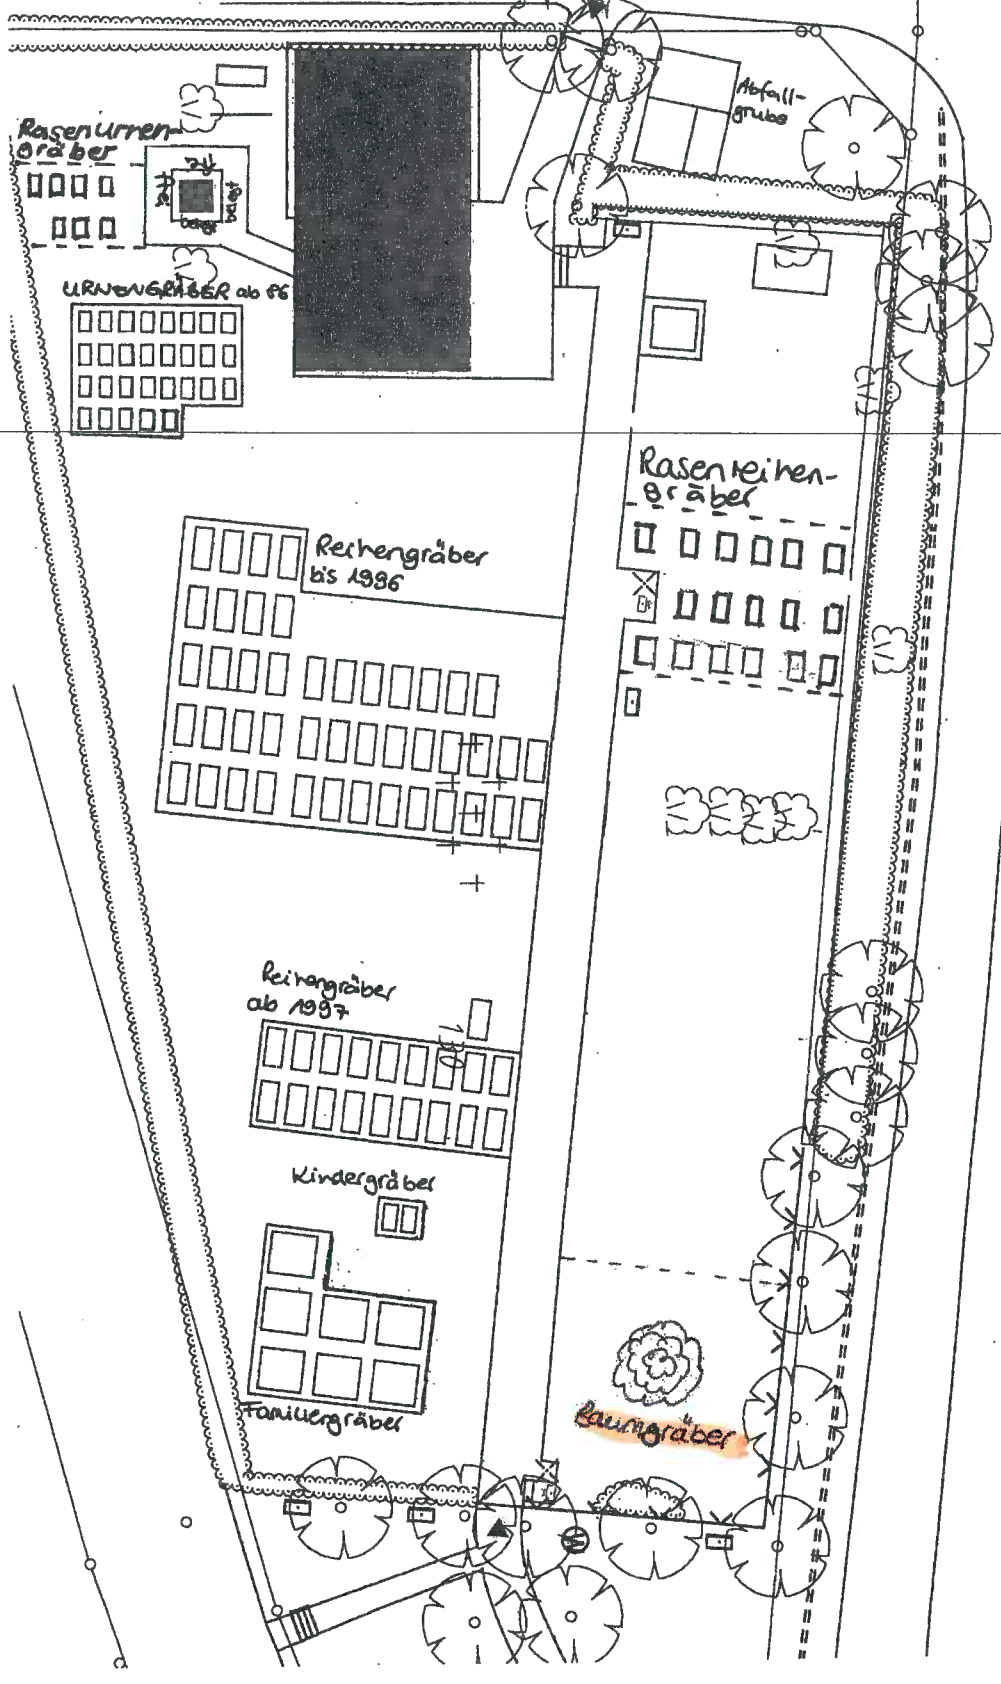 Abfall-
grube
Rasenurnen-
gräber
belegt
belegt
URNENGRÄBER ab 86
Rasenreihen-
gräber
Reihengräber
bis 1996
Reihengräber
ab 1997
130
Kindergräber
Familiengräber
Baumgräber
W